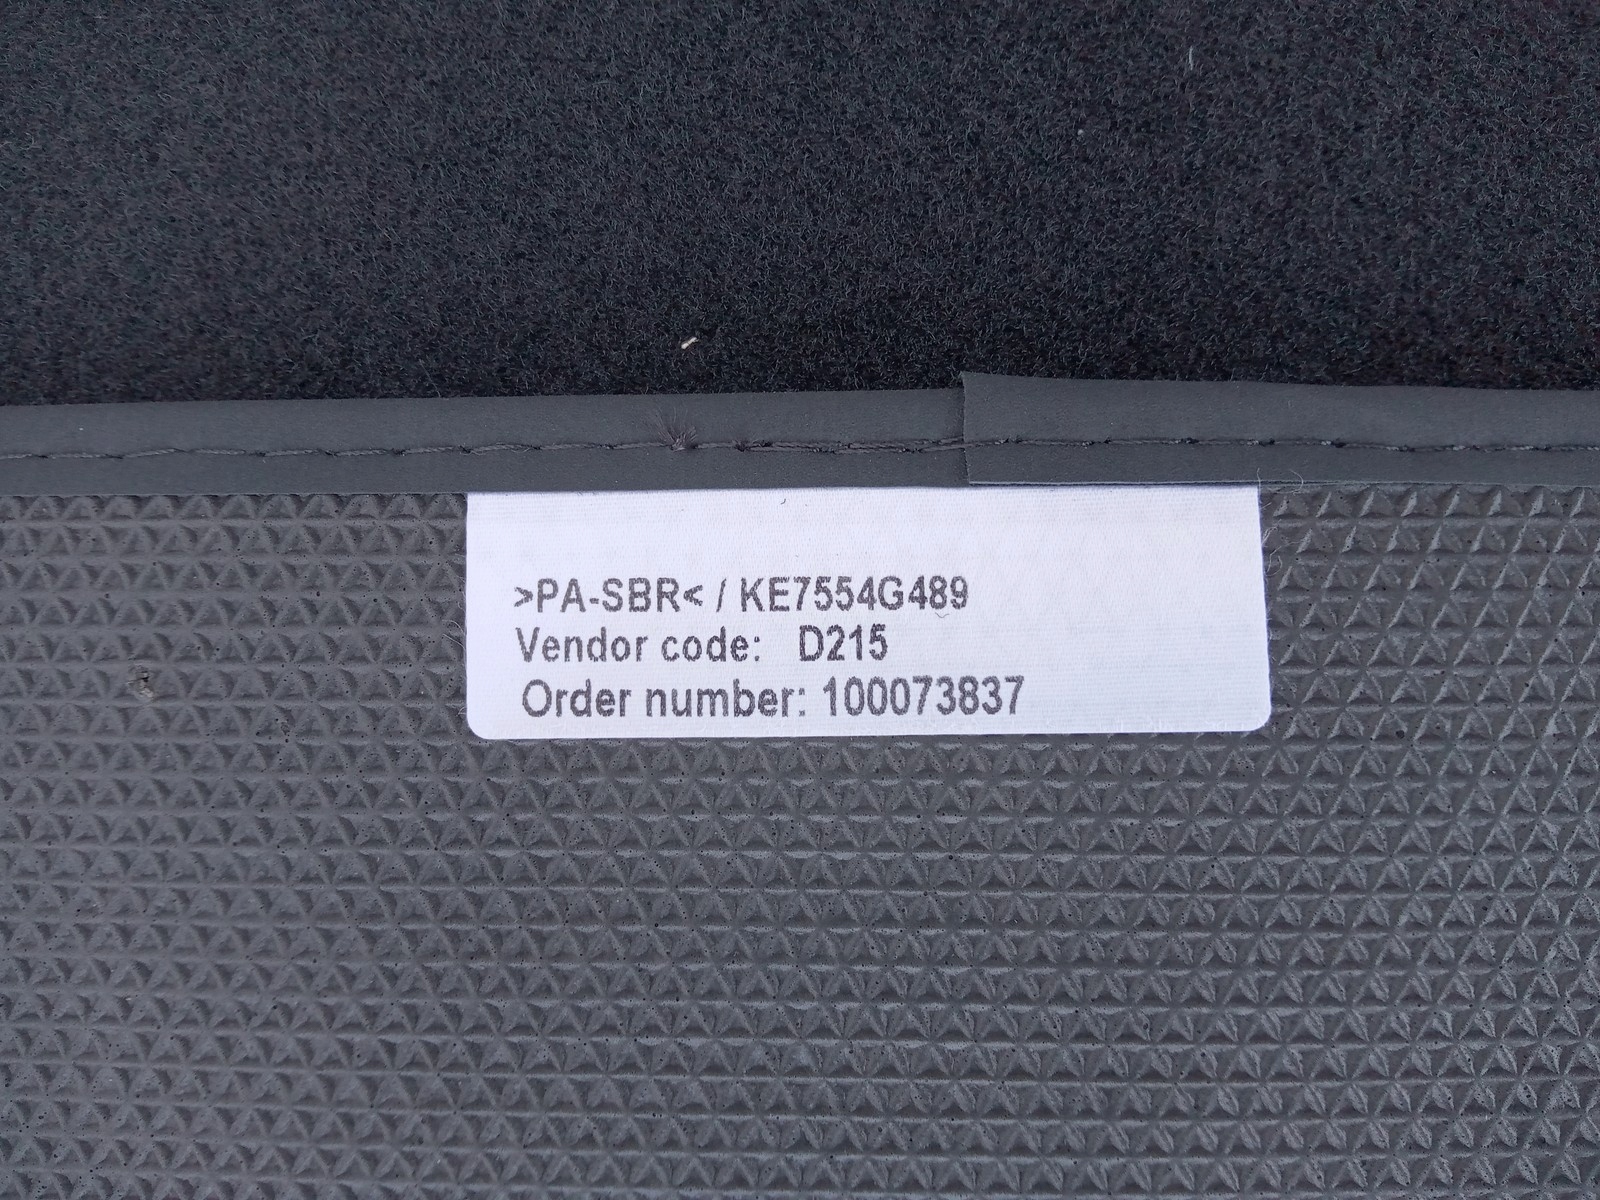 >PA-SBR< / KE7554G489
Vendor code: D215
Order number: 100073837